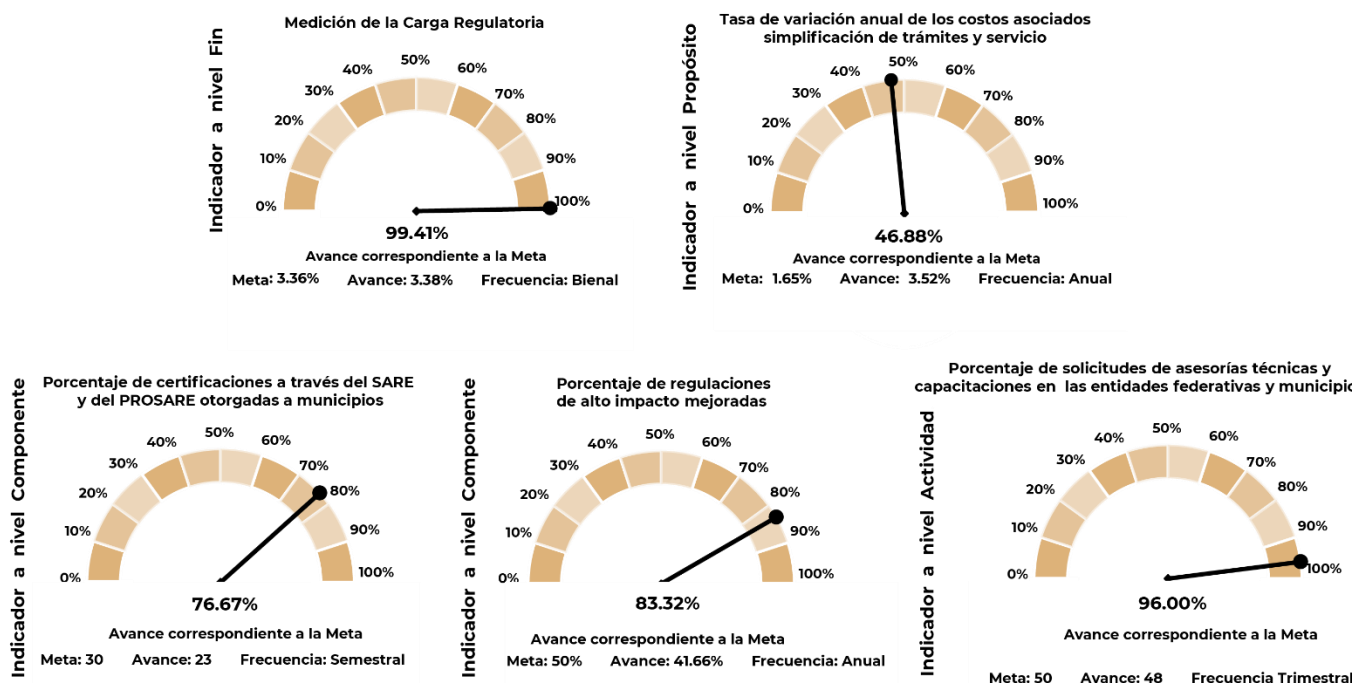 Indicador a nivel Fin
Medición de la Carga Regulatoria
0%
10%
20%
30%
40%
50%
60%
70%
80%
90%
100%
99.41%
Avance correspondiente a la Meta
Meta: 3.36% Avance: 3.38% Frecuencia: Bienal
Indicador a nivel Propósito
Tasa de variación anual de los costos asociados
simplificación de trámites y servicio
0%
10%
20%
30%
40%
50%
60%
70%
80%
90%
100%
46.88%
Avance correspondiente a la Meta
Meta: 1.65% Avance: 3.52% Frecuencia: Anual
Indicador a nivel Componente
Porcentaje de certificaciones a través del SARE
y del PROSARE otorgadas a municipios
0%
10%
20%
30%
40%
50%
60%
70%
80%
90%
100%
76.67%
Avance correspondiente a la Meta
Meta: 30 Avance: 23 Frecuencia: Semestral
Indicador a nivel Componente
Porcentaje de regulaciones
de alto impacto mejoradas
0%
10%
20%
30%
40%
50%
60%
70%
80%
90%
100%
83.32%
Avance correspondiente a la Meta
Meta: 50% Avance: 41.66% Frecuencia: Anual
Indicador a nivel Actividad
Porcentaje de solicitudes de asesorías técnicas y
capacitaciones en las entidades federativas y municipio
0%
10%
20%
30%
40%
50%
60%
70%
80%
90%
100%
96.00%
Avance correspondiente a la Meta
Meta: 50 Avance: 48 Frecuencia Trimestral